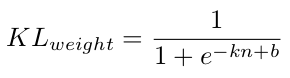 KL_{weight} = \frac{1}{1 + e^{-kn+b}}